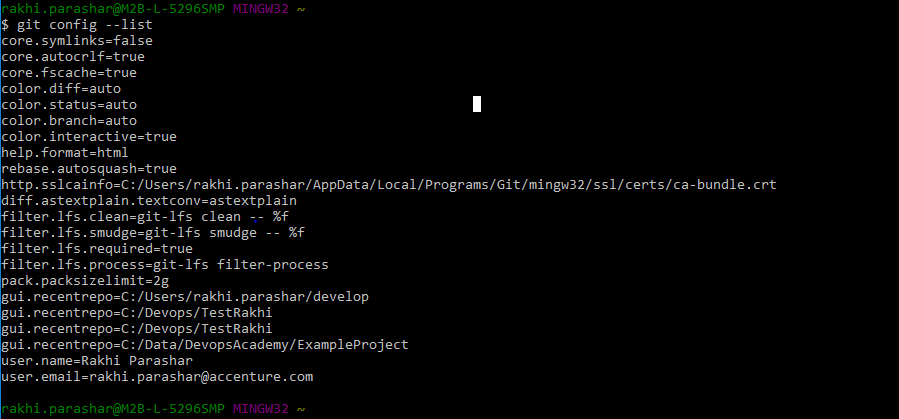 rakhi.parashar@M2B-L-5296SMP MINGW32 ~
$ git config --list
core.symlinks=false
core.autocrlf=true
core.fscache=true
color.diff=auto
color.status=auto
color.branch=auto
color.interactive=true
help.format=html
rebase.autosquash=true
http.sslcainfo=C:/Users/rakhi.parashar/AppData/Local/Programs/Git/mingw32/ssl/certs/ca-bundle.crt
diff.astextplain.textconv=astextplain
filter.lfs.clean=git-lfs clean -- %f
filter.lfs.smudge=git-lfs smudge -- %f
filter.lfs.required=true
filter.lfs.process=git-lfs filter-process
pack.packsizelimit=2g
gui.recentrepo=C:/Users/rakhi.parashar/develop
gui.recentrepo=C:/Devops/TestRakhi
gui.recentrepo=C:/Devops/TestRakhi
gui.recentrepo=C:/Data/DevopsAcademy/ExampleProject
user.name=Rakhi Parashar
user.email=rakhi.parashar@accenture.com
rakhi.parashar@M2B-L-5296SMP MINGW32 ~